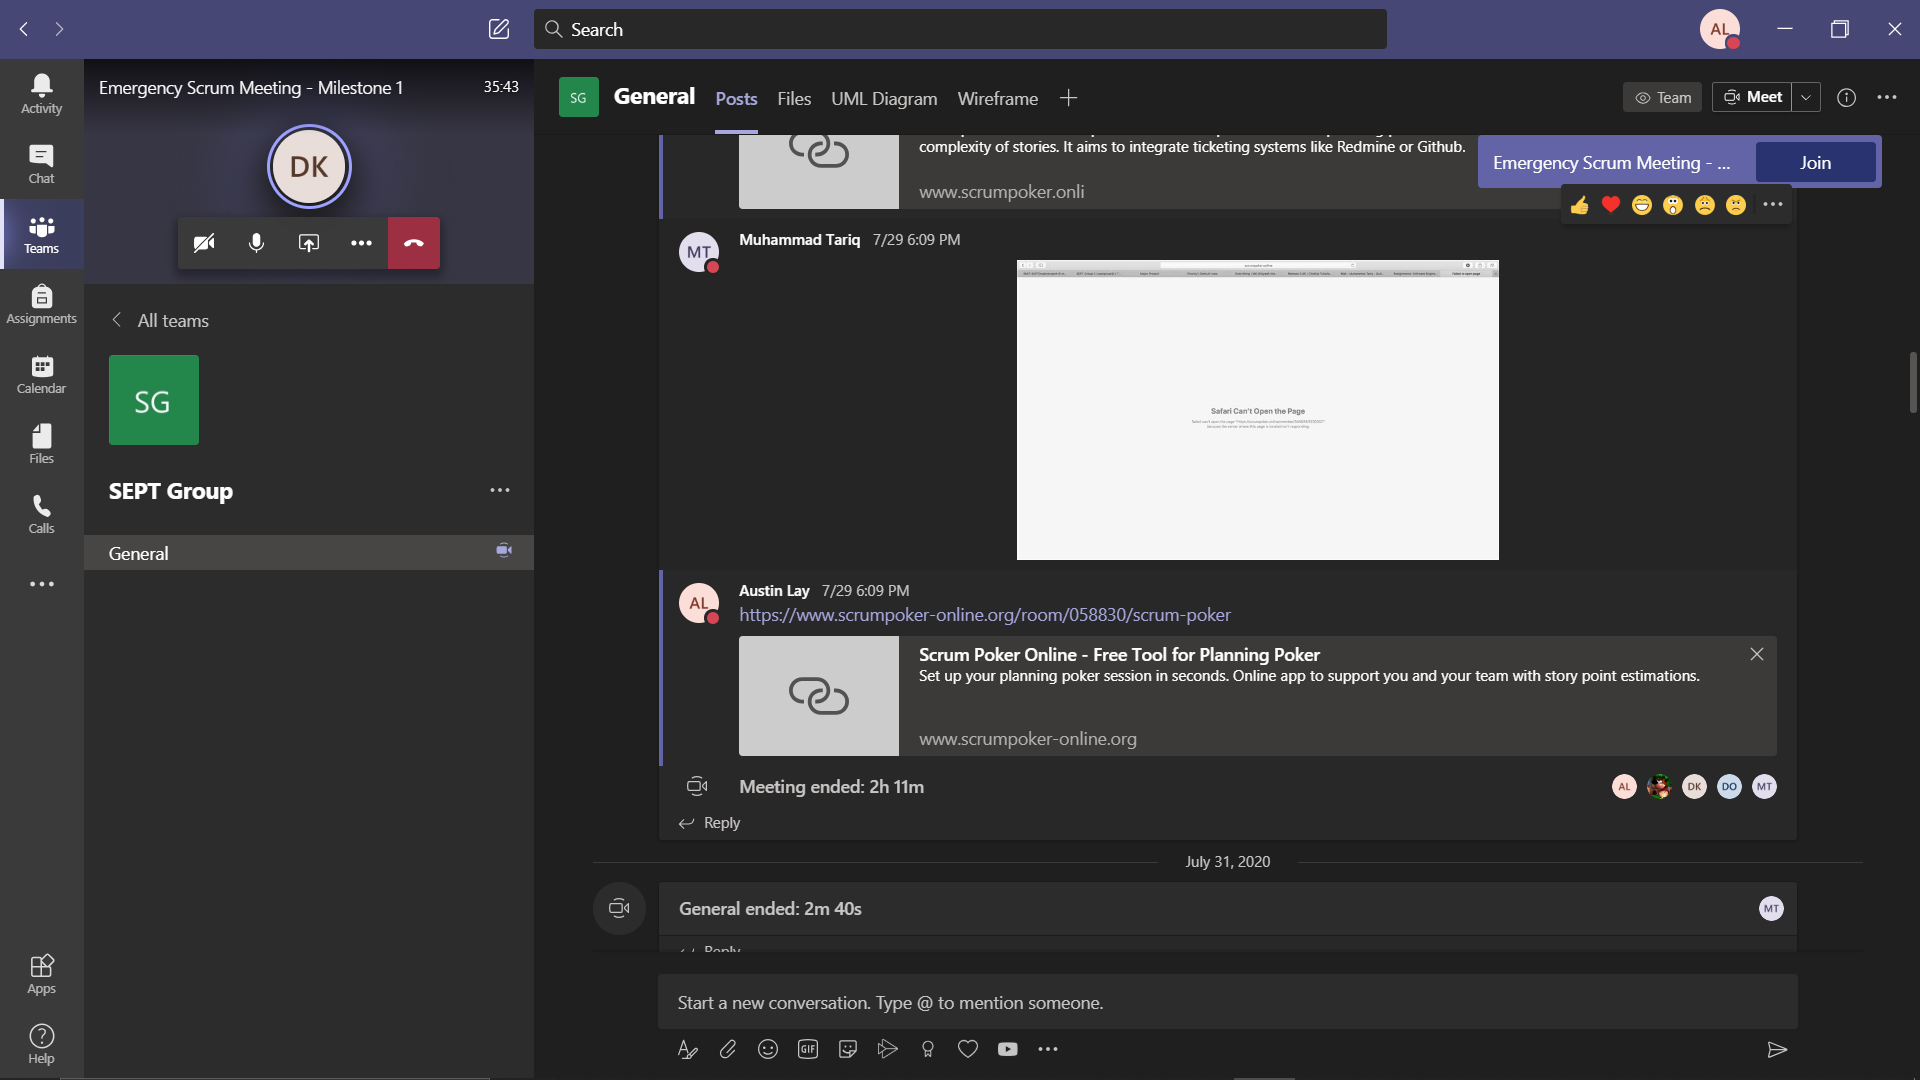 Search
AL
Activity
Chat
Teams
Assignments
Calendar
Files
Calls
Apps
Help
Emergency Scrum Meeting - Milestone 1
35:43
DK
All teams
SG
SEPT Group
General
SG
General
Posts
Files
UML Diagram
Wireframe
Team
Meet
complexity of stories. It aims to integrate ticketing systems like Redmine or Github.
www.scrumpoker.onli
Emergency Scrum Meeting - ...
Join
MT
Muhammad Tariq 7/29 6:09 PM
Safari Can't Open the Page
AL
Austin Lay 7/29 6:09 PM
https://www.scrumpoker-online.org/room/058830/scrum-poker
Scrum Poker Online - Free Tool for Planning Poker
Set up your planning poker session in seconds. Online app to support you and your team with story point estimations.
www.scrumpoker-online.org
Meeting ended: 2h 11m
AL
DK
DO
MT
Reply
July 31, 2020
General ended: 2m 40s
MT
Reply
Start a new conversation. Type @ to mention someone.
GIF